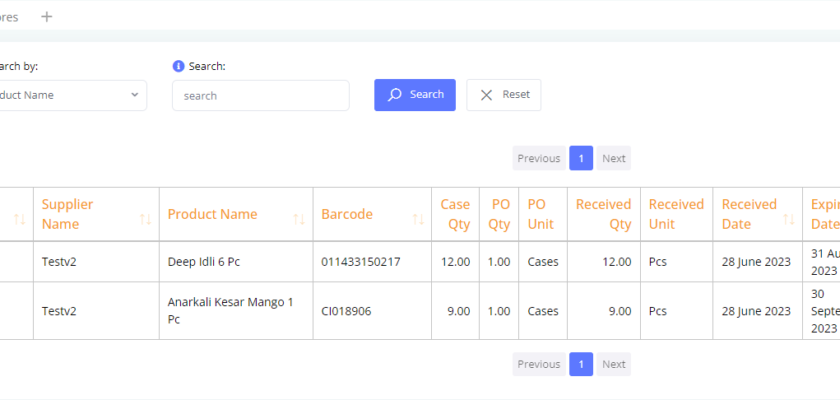 res +
arch by: Search:
duct Name search Search Reset
Previous 1 Next
Supplier Name Product Name Barcode Case Qty PO Qty PO Unit Received Qty Received Unit Received Date Expir Date
Testv2 Deep Idli 6 Pc 011433150217 12.00 1.00 Cases 12.00 Pcs 28 June 2023 31 Au 2023
Testv2 Anarkali Kesar Mango 1 Pc CI018906 9.00 1.00 Cases 9.00 Pcs 28 June 2023 30 Septe 2023
Previous 1 Next